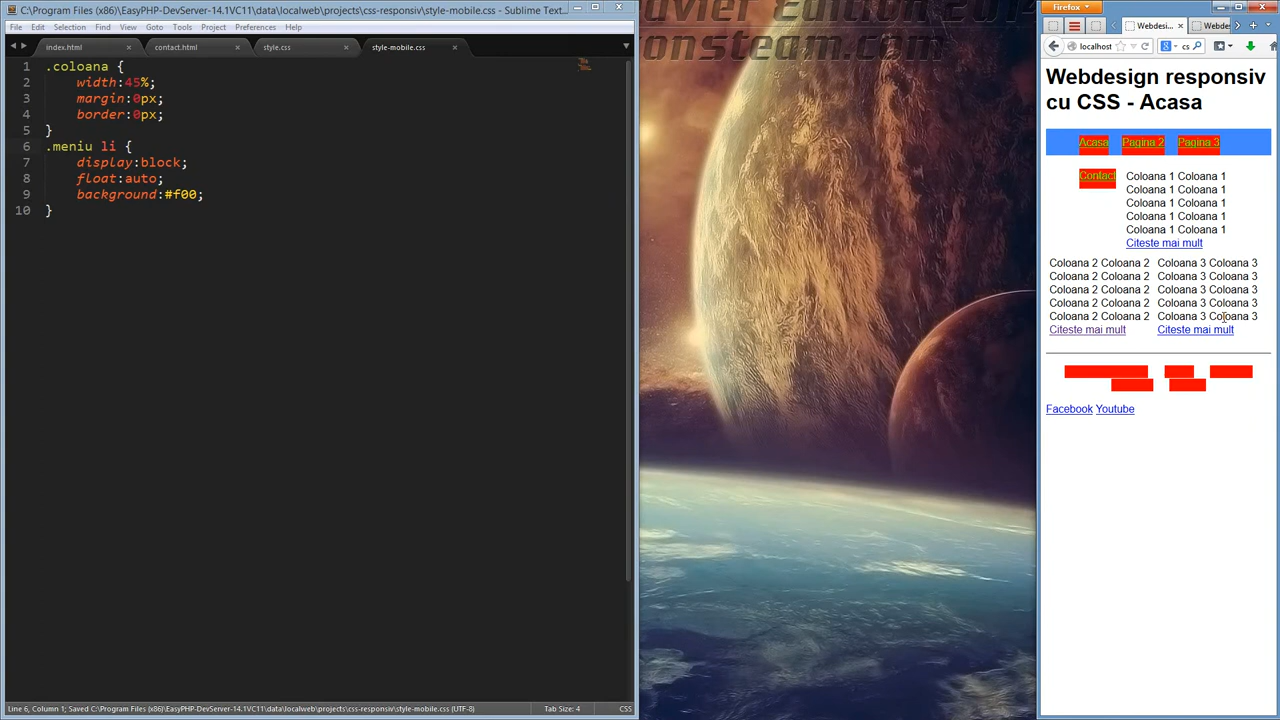 C:\Program Files (x86)\EasyPHP-DevServer-14.1VC11\data\localweb\projects\css-responsiv\style-mobile.css - Sublime Text...
File Edit Selection Find View Goto Tools Project Preferences Help
index.html × contact.html × style.css × style-mobile.css ×
1 .coloana {
2 width:45%;
3 margin:0px;
4 border:0px;
5 }
6 .meniu li {
7 display:block;
8 float:auto;
9 background:#f00;
10 }
Line 6, Column 1; Saved C:\Program Files (x86)\EasyPHP-DevServer-14.1VC11\data\localweb\projects\css-responsiv\style-mobile.css (UTF-8) Tab Size: 4 CSS
Edition 201
onsteam.com
Firefox
Webdesi... × Webdes
localhost cs
Webdesign responsiv
cu CSS - Acasa
Acasa Pagina 2 Pagina 3
Contact
Coloana 1 Coloana 1
Coloana 1 Coloana 1
Coloana 1 Coloana 1
Coloana 1 Coloana 1
Coloana 1 Coloana 1
Citeste mai mult
Coloana 2 Coloana 2 Coloana 3 Coloana 3
Coloana 2 Coloana 2 Coloana 3 Coloana 3
Coloana 2 Coloana 2 Coloana 3 Coloana 3
Coloana 2 Coloana 2 Coloana 3 Coloana 3
Coloana 2 Coloana 2 Coloana 3 Coloana 3
Citeste mai mult Citeste mai mult
Facebook Youtube